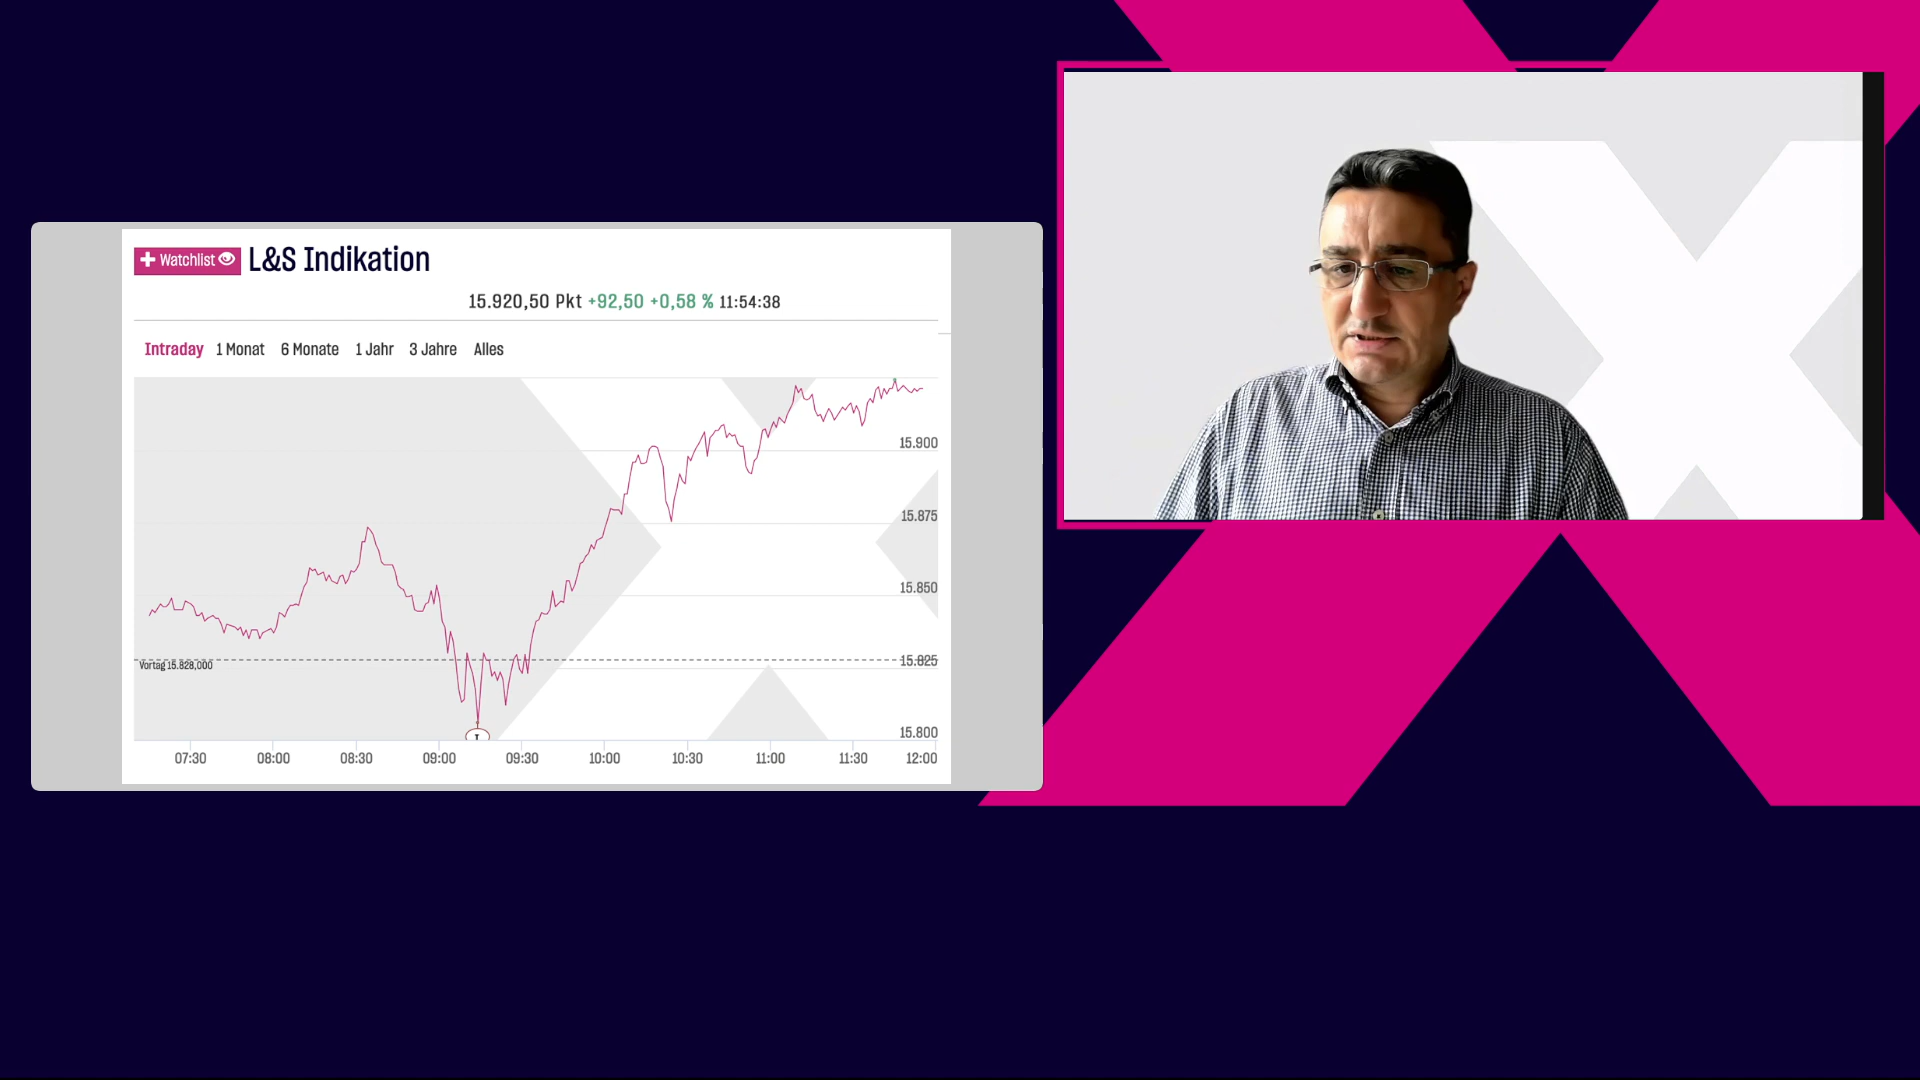 Watchlist L&S Indikation
15.920,50 Pkt +92,50 +0,58 % 11:54:38
Intraday 1 Monat 6 Monate 1 Jahr 3 Jahre Alles
15.900
15.875
15.850
Vortag 15.828,000
15.825
15.800
07:30 08:00 08:30 09:00 09:30 10:00 10:30 11:00 11:30 12:00